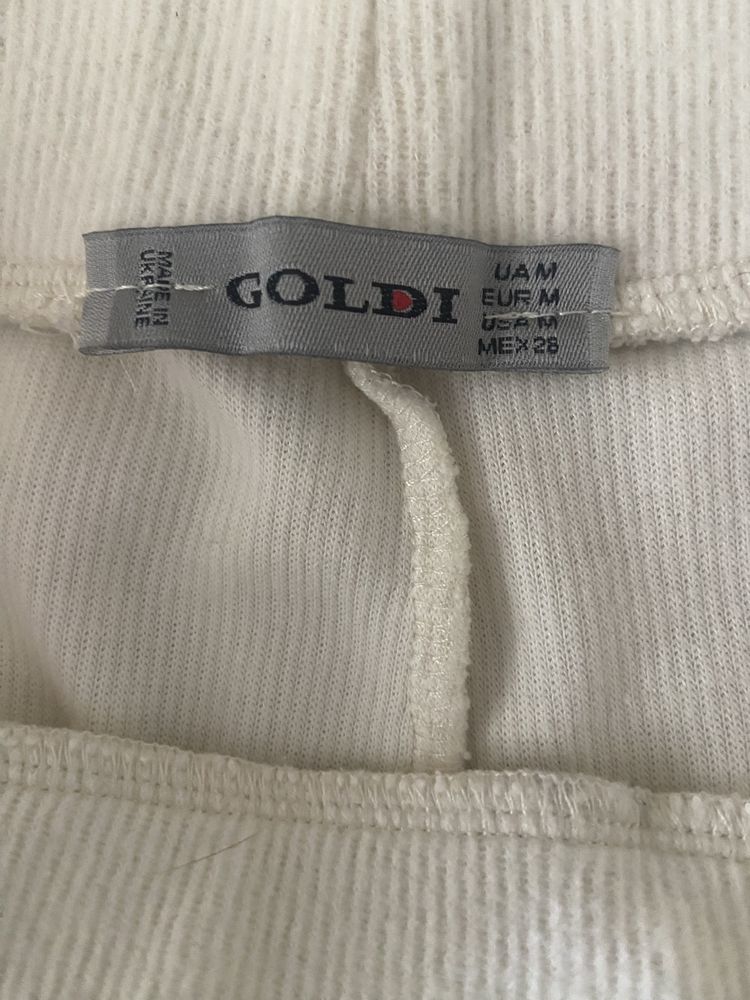 MADE IN
UKRAINE
GOLDI
UA M
EUR M
USA M
MEX 28